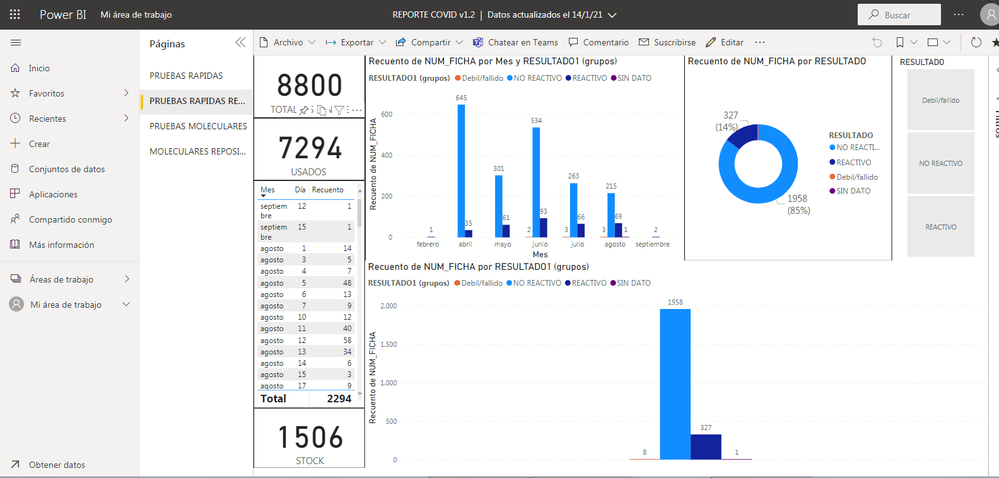 Power BI
Mi área de trabajo
REPORTE COVID v1.2 | Datos actualizados el 14/1/21
Buscar
Inicio
Favoritos
Recientes
Crear
Conjuntos de datos
Aplicaciones
Compartido conmigo
Más información
Áreas de trabajo
Mi área de trabajo
Obtener datos
Páginas
PRUEBAS RAPIDAS
PRUEBAS RAPIDAS RE...
PRUEBAS MOLECULARES
MOLECULARES REPOSI...
Archivo
Exportar
Compartir
Chatear en Teams
Comentario
Suscribirse
Editar
8800
TOTAL
7294
USADOS
Mes Día Recuento
septiem
bre 12 1
septiem
bre 15 1
agosto 1 14
agosto 3 5
agosto 4 7
agosto 5 48
agosto 6 13
agosto 7 9
agosto 10 12
agosto 11 40
agosto 12 58
agosto 13 34
agosto 14 6
agosto 15 3
agosto 17 9
Total 2294
1506
STOCK
Recuento de NUM_FICHA por Mes y RESULTADO1 (grupos)
RESULTADO1 (grupos) Debil/fallido NO REACTIVO REACTIVO SIN DATO
Recuento de NUM_FICHA
600
400
200
0
1
645
35
301
61
2
534
93
3
263
66
3
215
69
1
2
febrero abril mayo junio julio agosto septiembre
Mes
Recuento de NUM_FICHA por RESULTADO
327
(14%)
1958
(85%)
RESULTADO
NO REACTI...
REACTIVO
Debil/fallido
SIN DATO
RESULTADO
Debil/fallido
NO REACTIVO
REACTIVO
Recuento de NUM_FICHA por RESULTADO1 (grupos)
RESULTADO1 (grupos) Debil/fallido NO REACTIVO REACTIVO SIN DATO
Recuento de NUM_FICHA
2.000
1.500
1.000
500
0
8
1958
327
1